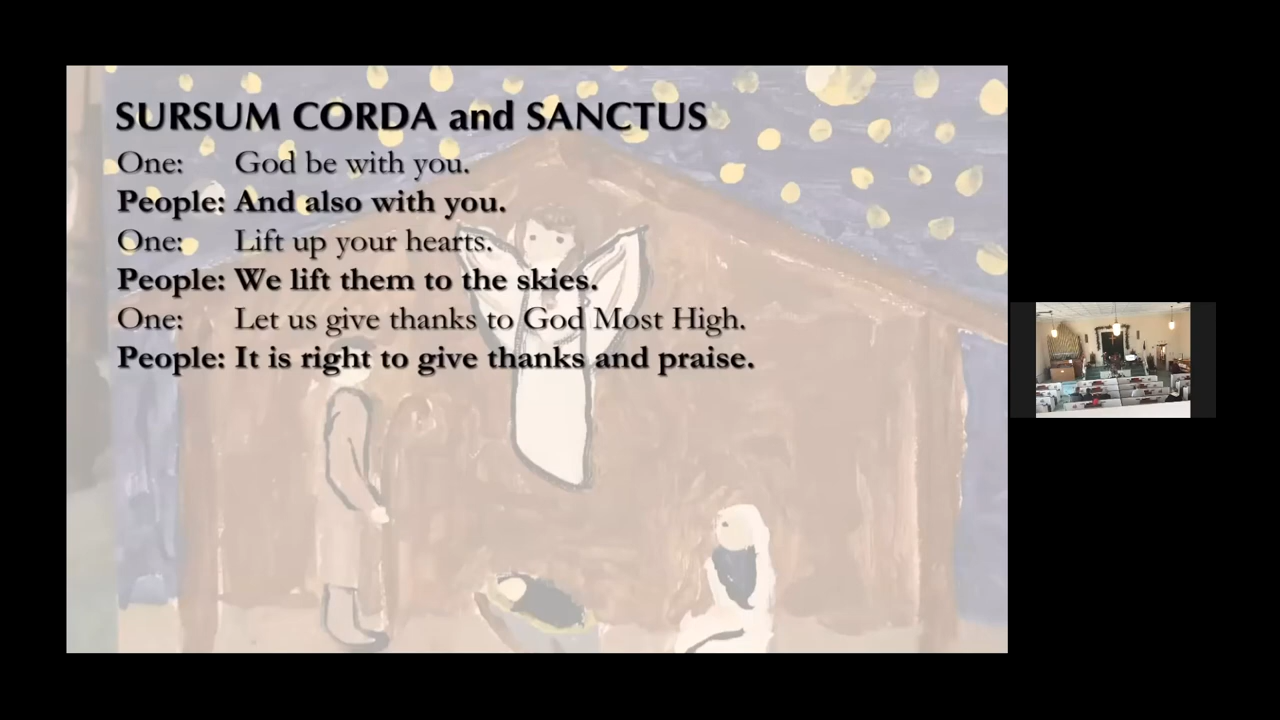 SURSUM CORDA and SANCTUS
One: God be with you.
People: And also with you.
One: Lift up your hearts.
People: We lift them to the skies.
One: Let us give thanks to God Most High.
People: It is right to give thanks and praise.